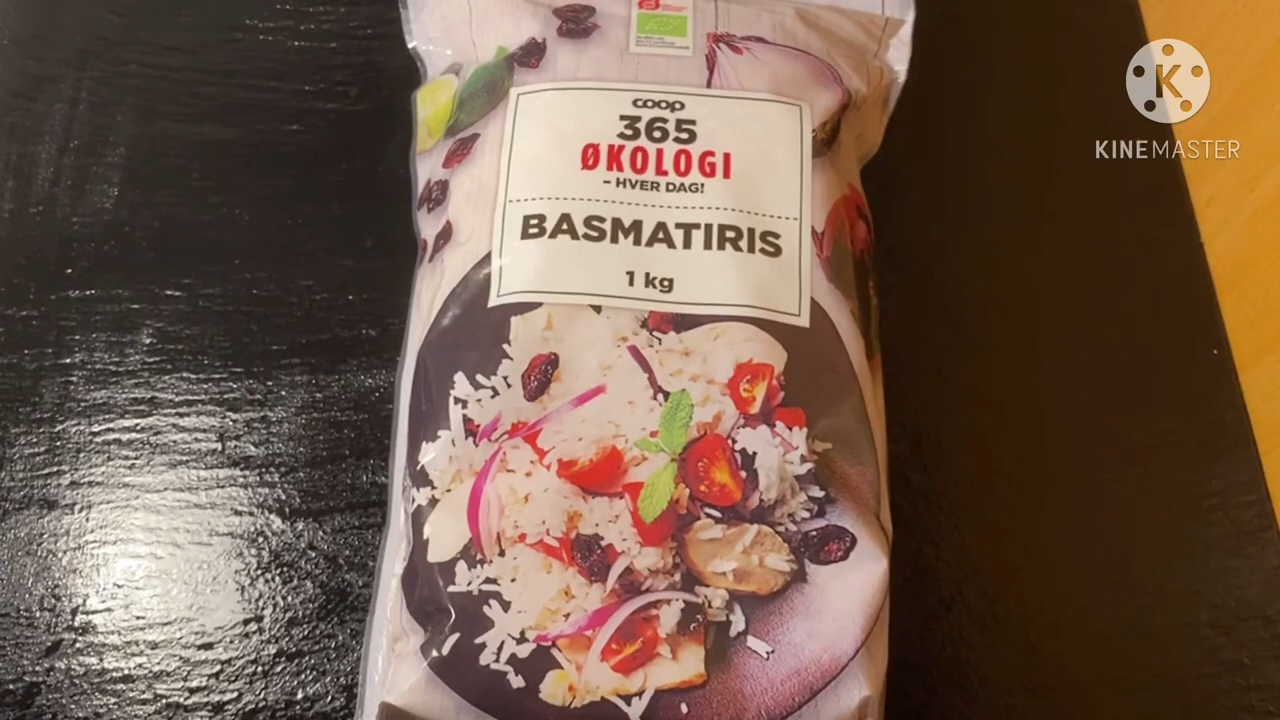 coop
365
ØKOLOGI
– HVER DAG!
BASMATIRIS
1 kg
K
KINEMASTER